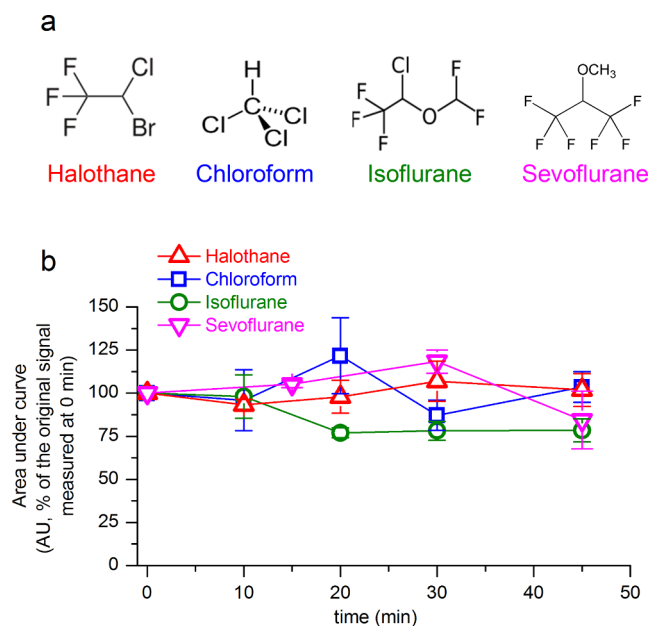 a
F Cl
F
F Br
H
C
Cl Cl
Cl
Cl F
F O F
F F
OCH3
F F
F F F F
Halothane Chloroform Isoflurane Sevoflurane
b
Halothane
Chloroform
Isoflurane
Sevoflurane
150
125
100
75
50
25
0
Area under curve
(AU, % of the original signal
measured at 0 min)
0 10 20 30 40 50
time (min)